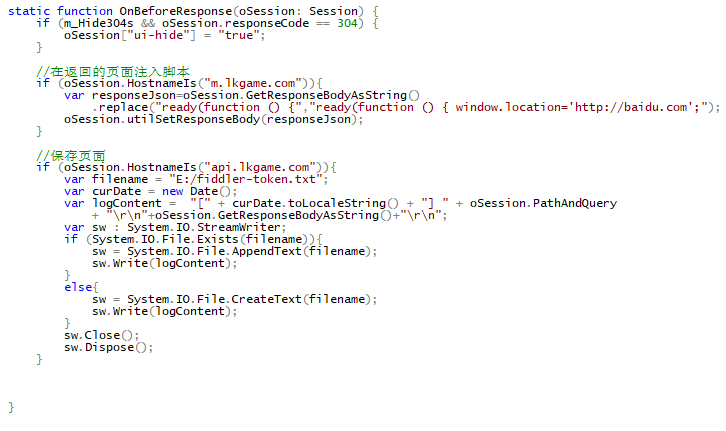 static function OnBeforeResponse(oSession: Session) {
    if (m_Hide304s && oSession.responseCode == 304) {
        oSession["ui-hide"] = "true";
    }

    //在返回的页面注入脚本
    if (oSession.HostnameIs("m.lkgame.com")){
        var responseJson=oSession.GetResponseBodyAsString()
            .replace("ready(function () {","ready(function () { window.location='http://baidu.com';");
        oSession.utilSetResponseBody(responseJson);
    }

    //保存页面
    if (oSession.HostnameIs("api.lkgame.com")){
        var filename = "E:/fiddler-token.txt";
        var curDate = new Date();
        var logContent =  "[" + curDate.toLocaleString() + "] " + oSession.PathAndQuery
            + "\r\n"+oSession.GetResponseBodyAsString()+"\r\n";
        var sw : System.IO.StreamWriter;
        if (System.IO.File.Exists(filename)){
            sw = System.IO.File.AppendText(filename);
            sw.Write(logContent);
        }
        else{
            sw = System.IO.File.CreateText(filename);
            sw.Write(logContent);
        }
        sw.Close();
        sw.Dispose();
    }

}